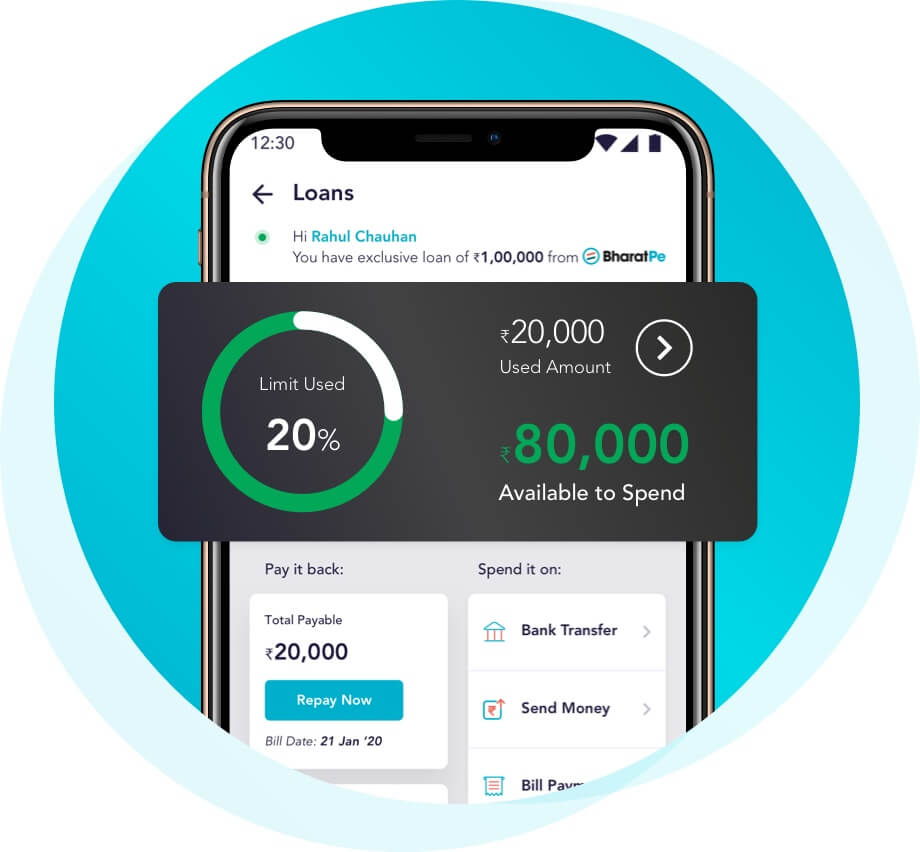 12:30
Loans
Hi Rahul Chauhan
You have exclusive loan of ₹1,00,000 from BharatPe
Limit Used
20%
₹20,000
Used Amount
₹80,000
Available to Spend
Pay it back:
Total Payable
₹20,000
Repay Now
Bill Date: 21 Jan '20
Spend it on:
Bank Transfer
Send Money
Bill